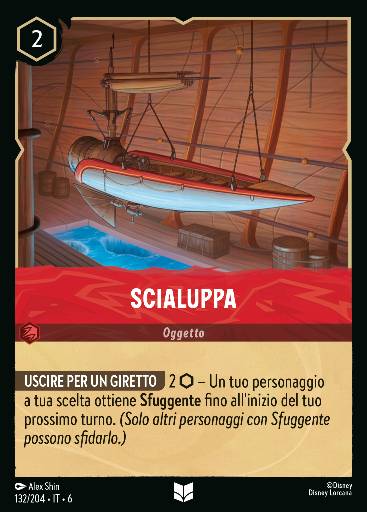 2
SCIALUPPA
Oggetto
USCIRE PER UN GIRETTO 2 ⬡ – Un tuo personaggio
a tua scelta ottiene Sfuggente fino all'inizio del tuo
prossimo turno. (Solo altri personaggi con Sfuggente
possono sfidarlo.)
Alex Shin
132/204 • IT • 6
©Disney
Disney Lorcana